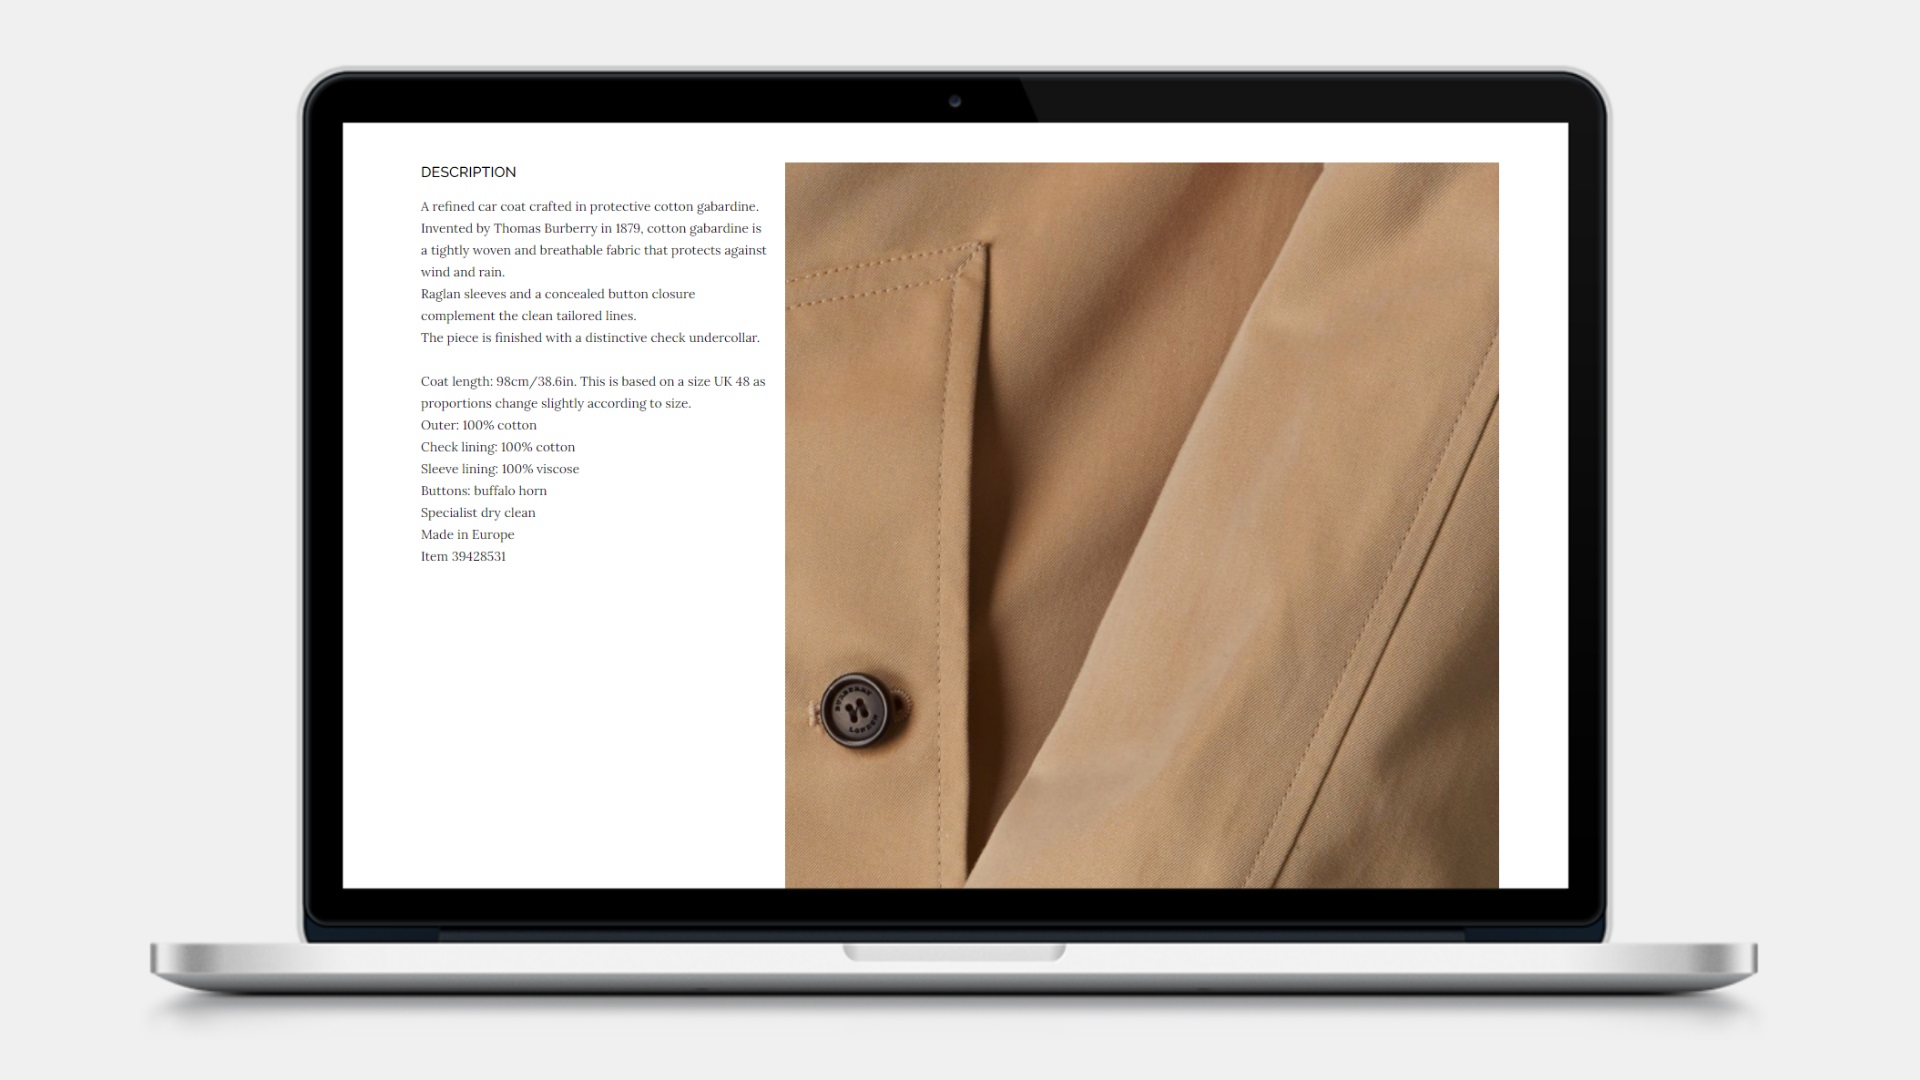 DESCRIPTION
A refined car coat crafted in protective cotton gabardine.
Invented by Thomas Burberry in 1879, cotton gabardine is
a tightly woven and breathable fabric that protects against
wind and rain.
Raglan sleeves and a concealed button closure
complement the clean tailored lines.
The piece is finished with a distinctive check undercollar.
Coat length: 98cm/38.6in. This is based on a size UK 48 as
proportions change slightly according to size.
Outer: 100% cotton
Check lining: 100% cotton
Sleeve lining: 100% viscose
Buttons: buffalo horn
Specialist dry clean
Made in Europe
Item 39428531
BURBERRY
LONDON